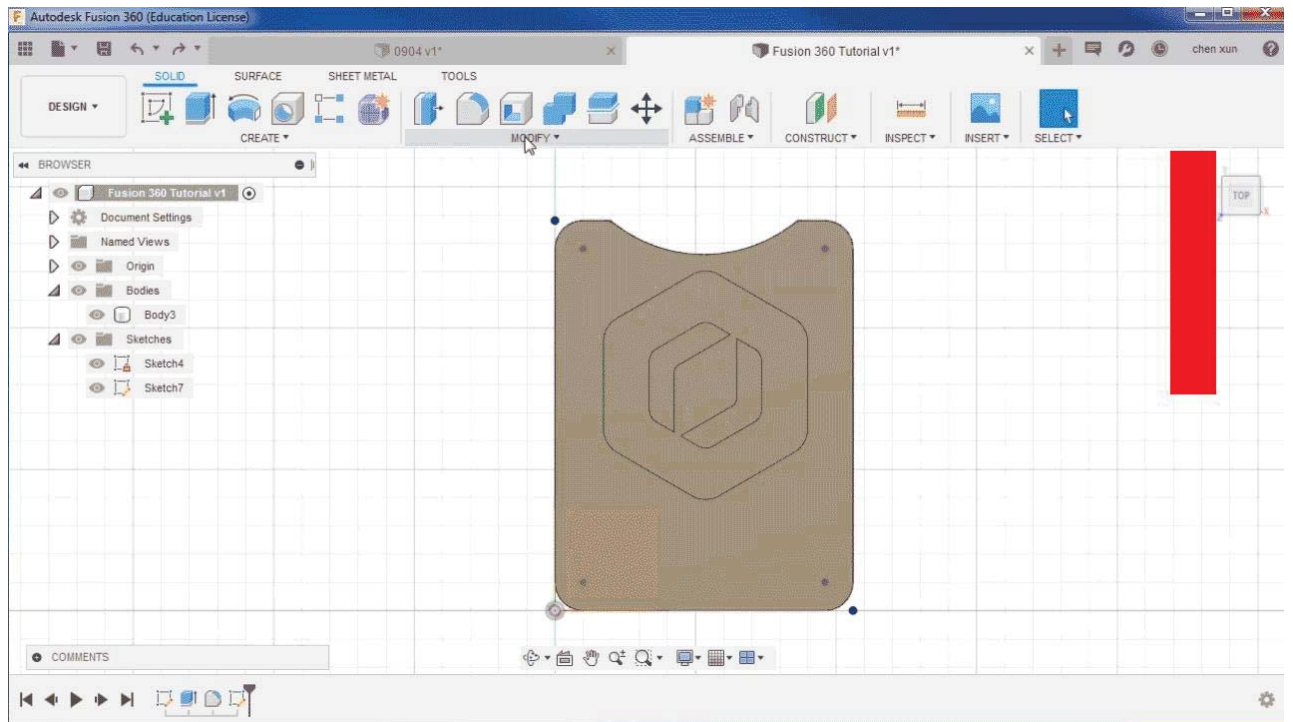 Autodesk Fusion 360 (Education License)
0904 v1*
Fusion 360 Tutorial v1*
chen xun
SOLID SURFACE SHEET METAL TOOLS
DESIGN
CREATE MODIFY ASSEMBLE CONSTRUCT INSPECT INSERT SELECT
BROWSER
Fusion 360 Tutorial v1
Document Settings
Named Views
Origin
Bodies
Body3
Sketches
Sketch4
Sketch7
TOP
X
Z
COMMENTS